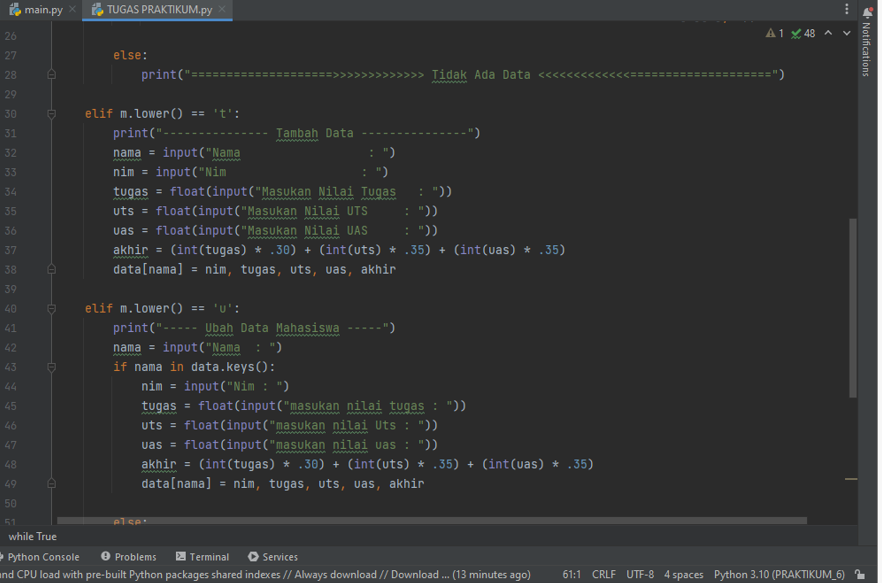 main.py TUGAS PRAKTIKUM.py
Notifications
1 48
26
27 else:
28 print("====================>>>>>>>>>>>>> Tidak Ada Data <<<<<<<<<<<<<====================")
29
30 elif m.lower() == 't':
31 print("--------------- Tambah Data ---------------")
32 nama = input("Nama                  : ")
33 nim = input("Nim                   : ")
34 tugas = float(input("Masukan Nilai Tugas   : "))
35 uts = float(input("Masukan Nilai UTS     : "))
36 uas = float(input("Masukan Nilai UAS     : "))
37 akhir = (int(tugas) * .30) + (int(uts) * .35) + (int(uas) * .35)
38 data[nama] = nim, tugas, uts, uas, akhir
39
40 elif m.lower() == 'u':
41 print("----- Ubah Data Mahasiswa -----")
42 nama = input("Nama  : ")
43 if nama in data.keys():
44 nim = input("Nim : ")
45 tugas = float(input("masukan nilai tugas : "))
46 uts = float(input("masukan nilai Uts : "))
47 uas = float(input("masukan nilai uas : "))
48 akhir = (int(tugas) * .30) + (int(uts) * .35) + (int(uas) * .35)
49 data[nama] = nim, tugas, uts, uas, akhir
50
51 else:
while True
Python Console Problems Terminal Services
and CPU load with pre-built Python packages shared indexes // Always download // Download ... (13 minutes ago) 61:1 CRLF UTF-8 4 spaces Python 3.10 (PRAKTIKUM_6)